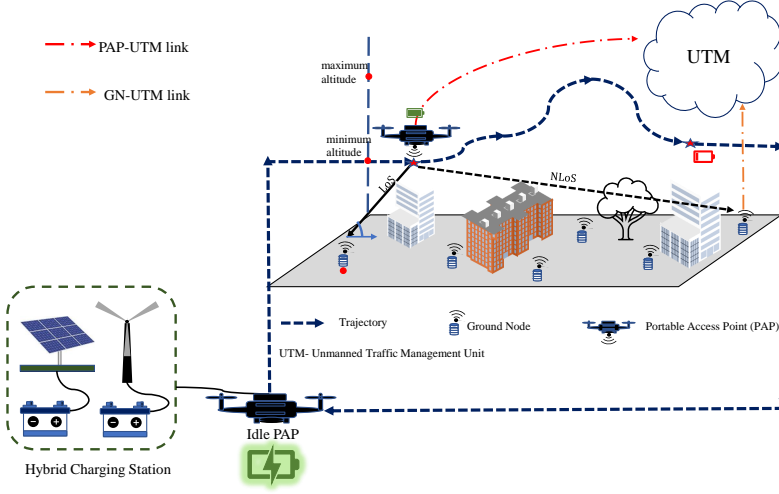 PAP-UTM link
GN-UTM link
maximum
altitude
UTM
minimum
altitude
LoS
NLoS
Trajectory
Ground Node
Portable Access Point (PAP)
UTM- Unmanned Traffic Management Unit
Idle PAP
Hybrid Charging Station